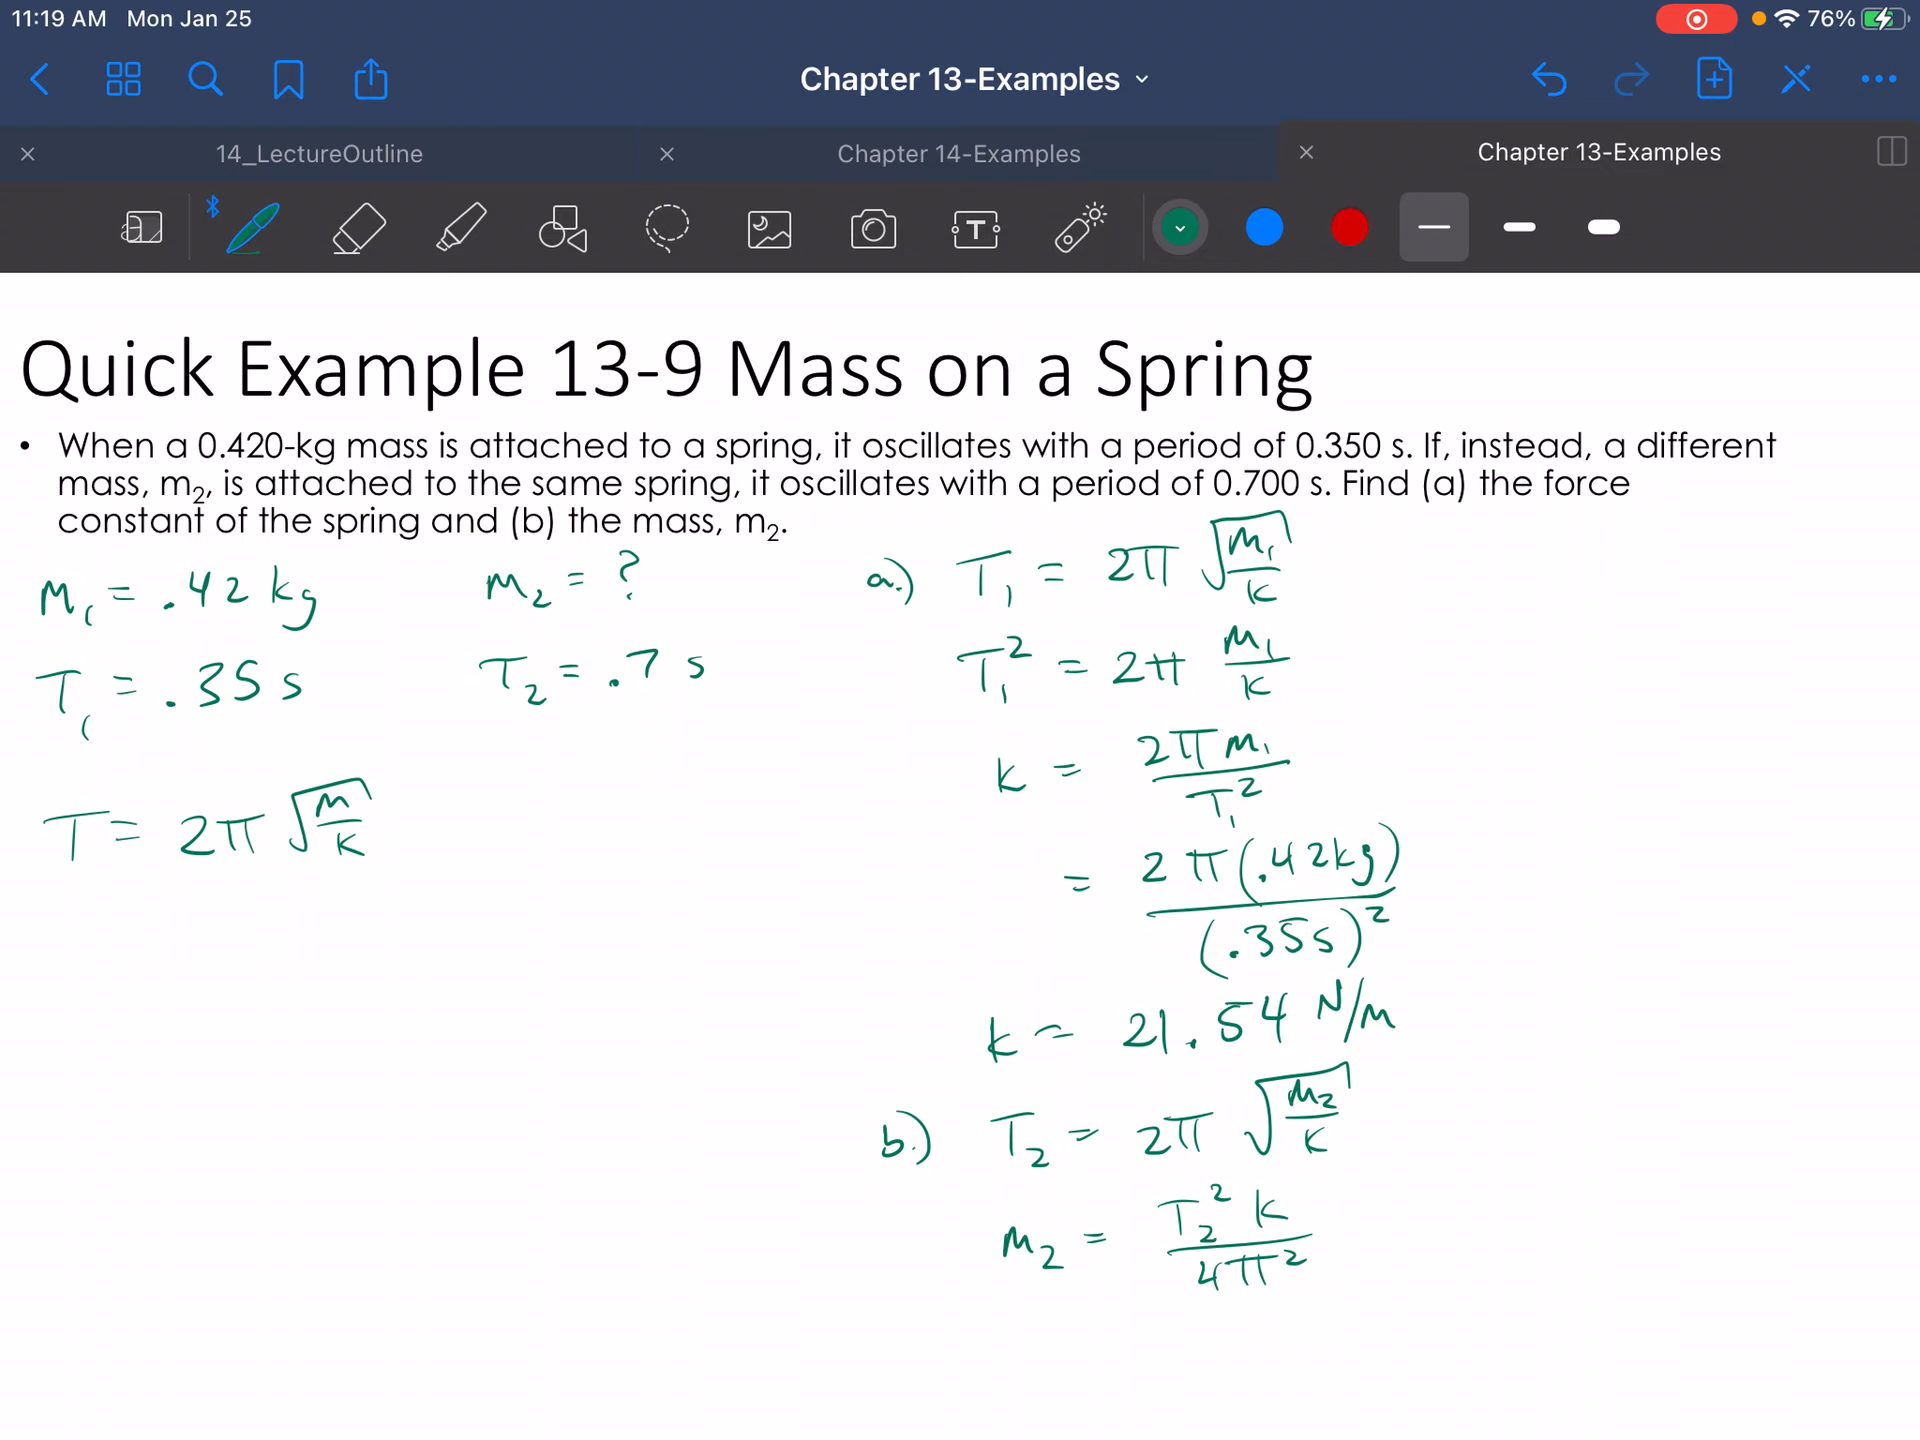 11:19 AM Mon Jan 25
76%
Chapter 13-Examples
14_LectureOutline
Chapter 14-Examples
Chapter 13-Examples
Quick Example 13-9 Mass on a Spring
• When a 0.420-kg mass is attached to a spring, it oscillates with a period of 0.350 s. If, instead, a different
mass, m₂, is attached to the same spring, it oscillates with a period of 0.700 s. Find (a) the force
constant of the spring and (b) the mass, m₂.
m₁ = .42 kg
T₁ = .35 s
m₂ = ?
T₂ = .7 s
T = 2π √(m/k)
a.) T₁ = 2π √(m₁/k)
T₁² = 2π m₁/k
k = 2π m₁/T₁²
= 2π(.42kg)/(.35s)²
k = 21.54 N/m
b.) T₂ = 2π √(m₂/k)
m₂ = T₂² k/4π²